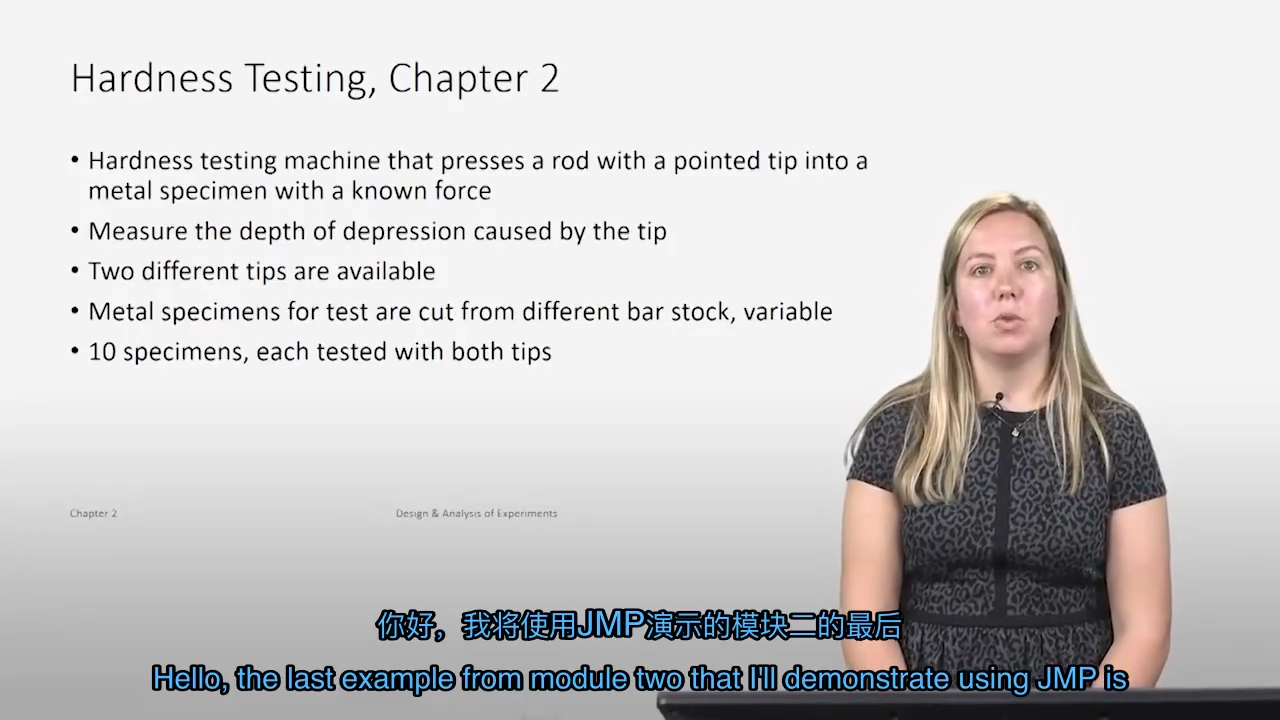 Hardness Testing, Chapter 2
• Hardness testing machine that presses a rod with a pointed tip into a
metal specimen with a known force
• Measure the depth of depression caused by the tip
• Two different tips are available
• Metal specimens for test are cut from different bar stock, variable
• 10 specimens, each tested with both tips
Chapter 2
Design & Analysis of Experiments
你好，我将使用JMP演示的模块二的最后
Hello, the last example from module two that I'll demonstrate using JMP is